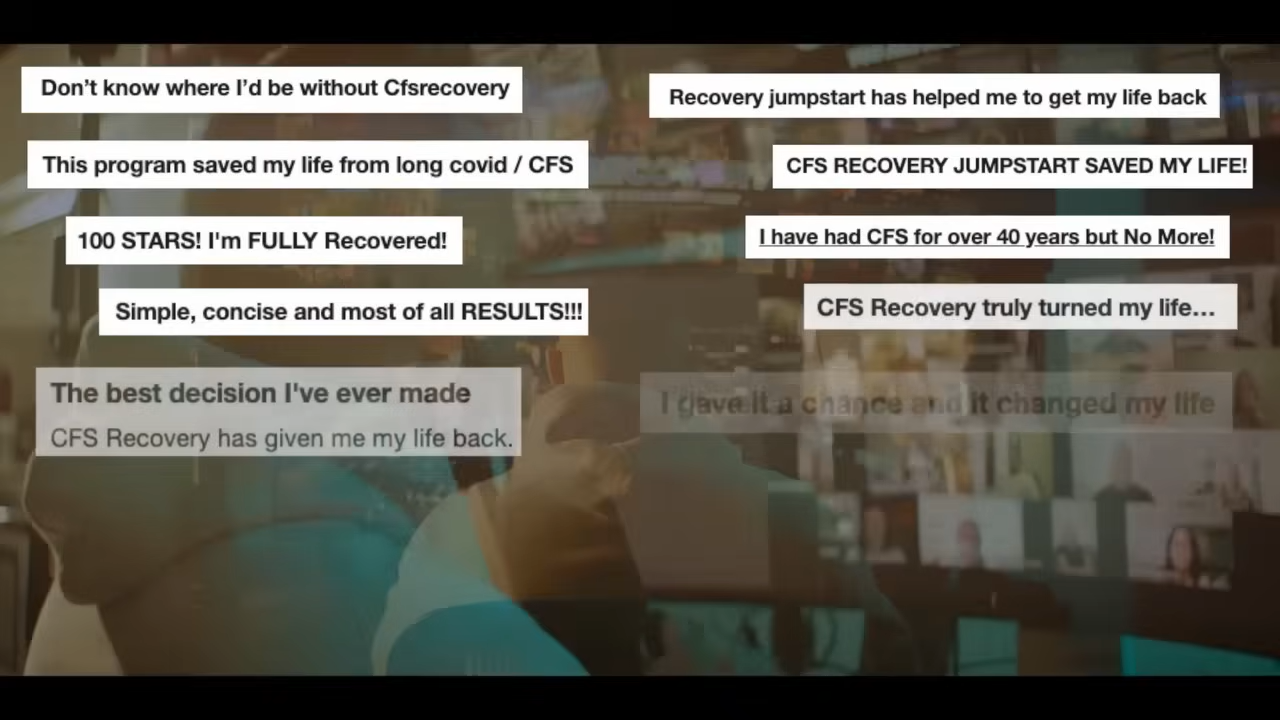 Don't know where I'd be without Cfsrecovery
This program saved my life from long covid / CFS
100 STARS! I'm FULLY Recovered!
Simple, concise and most of all RESULTS!!!
The best decision I've ever made
CFS Recovery has given me my life back.
Recovery jumpstart has helped me to get my life back
CFS RECOVERY JUMPSTART SAVED MY LIFE!
I have had CFS for over 40 years but No More!
CFS Recovery truly turned my life...
I gave it a chance and it changed my life